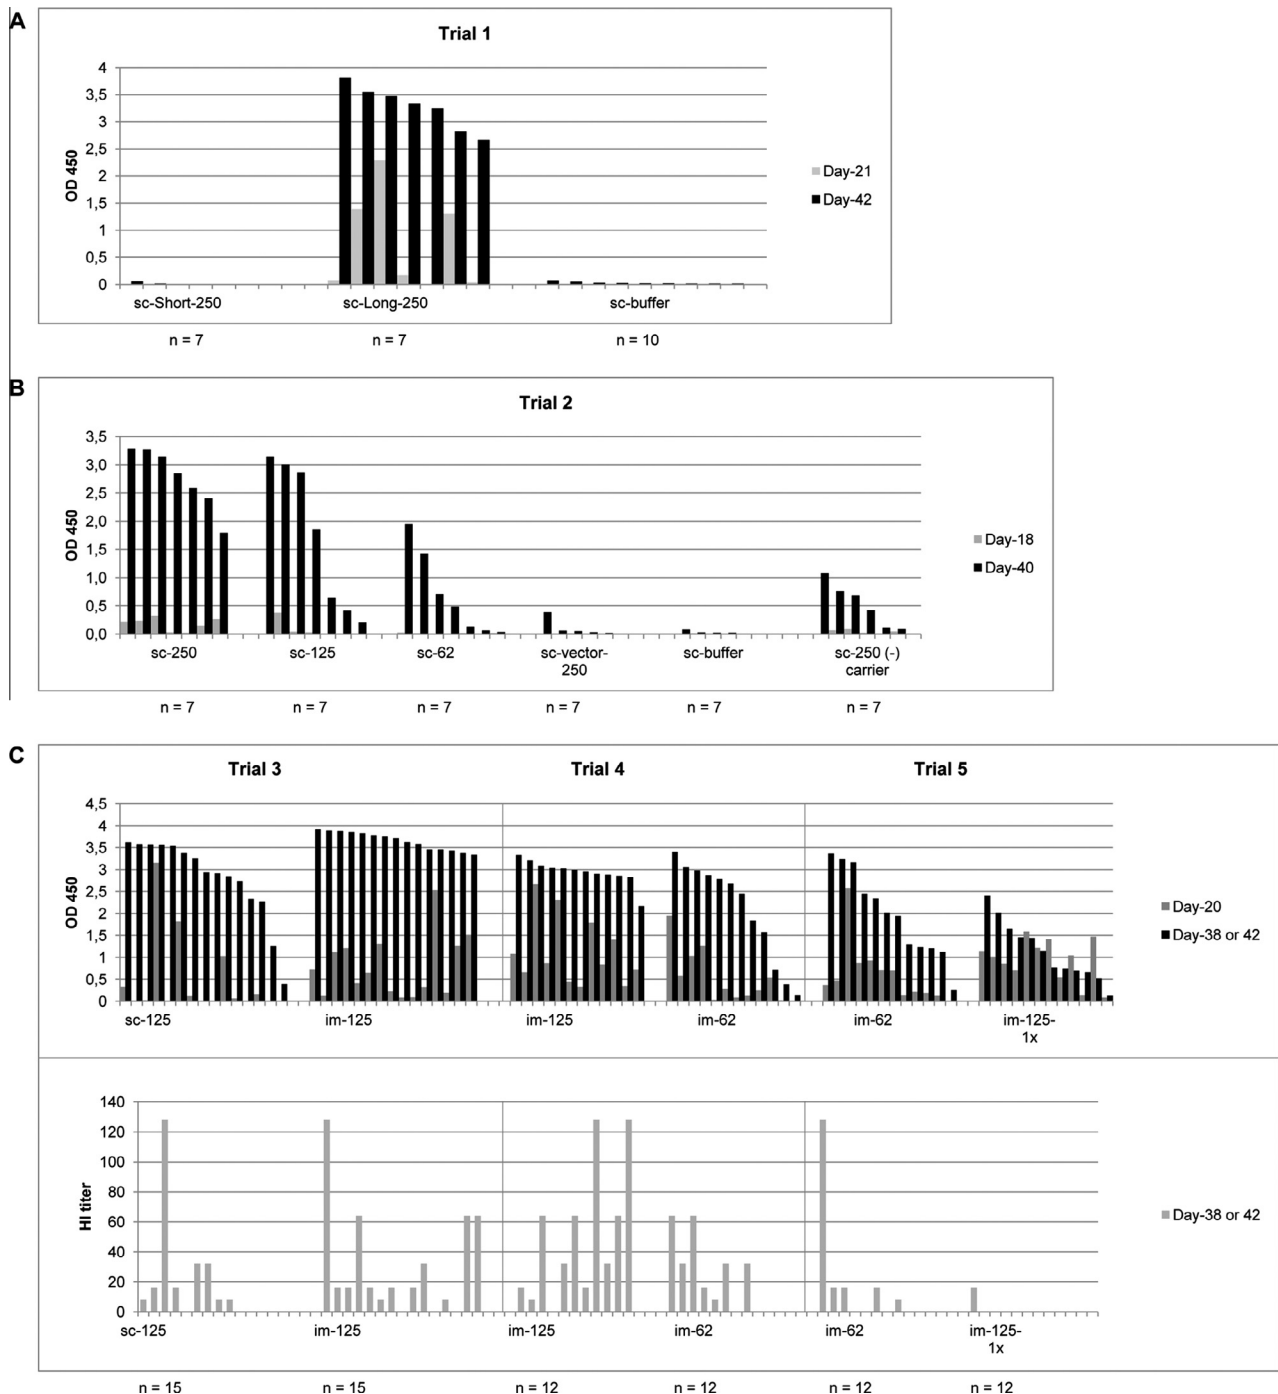 A
Trial 1
4
3,5
3
2,5
2
1,5
1
0,5
0
OD 450
sc-Short-250
sc-Long-250
sc-buffer
Day-21
Day-42
n = 7
n = 7
n = 10
B
Trial 2
3,5
3,0
2,5
2,0
1,5
1,0
0,5
0,0
OD 450
sc-250
sc-125
sc-62
sc-vector-
250
sc-buffer
sc-250 (-)
carrier
Day-18
Day-40
n = 7
n = 7
n = 7
n = 7
n = 7
n = 7
C
Trial 3
Trial 4
Trial 5
4,5
4
3,5
3
2,5
2
1,5
1
0,5
0
OD 450
sc-125
im-125
im-125
im-62
im-62
im-125-
1x
Day-20
Day-38 or 42
140
120
100
80
60
40
20
0
HI titer
sc-125
im-125
im-125
im-62
im-62
im-125-
1x
Day-38 or 42
n = 15
n = 15
n = 12
n = 12
n = 12
n = 12